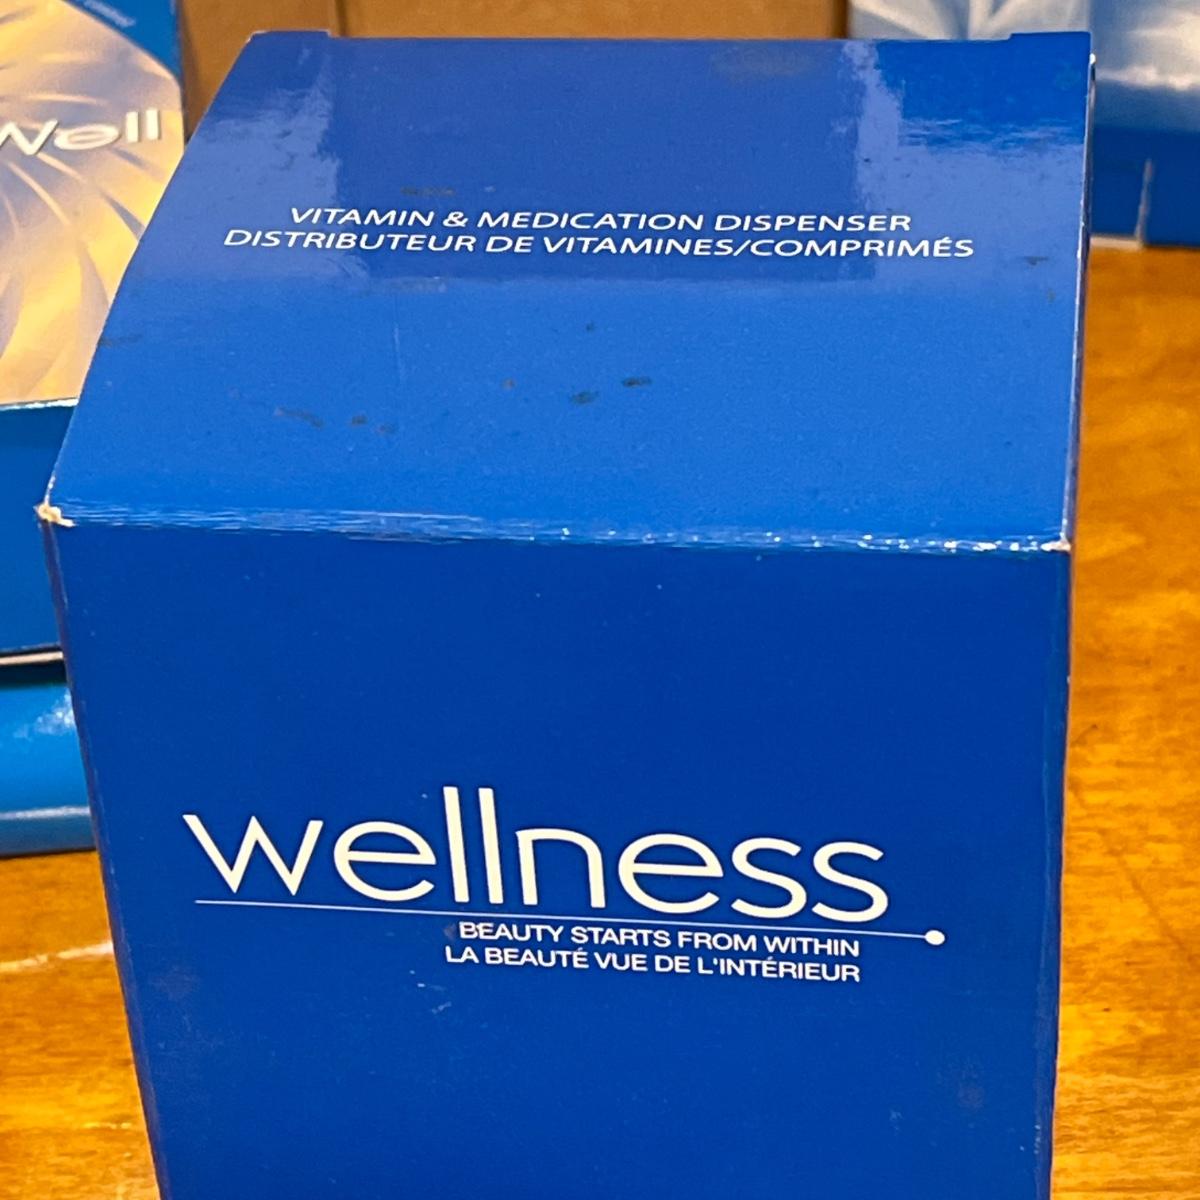 Well
VITAMIN & MEDICATION DISPENSER
DISTRIBUTEUR DE VITAMINES/COMPRIMÉS
wellness
BEAUTY STARTS FROM WITHIN
LA BEAUTÉ VUE DE L'INTÉRIEUR